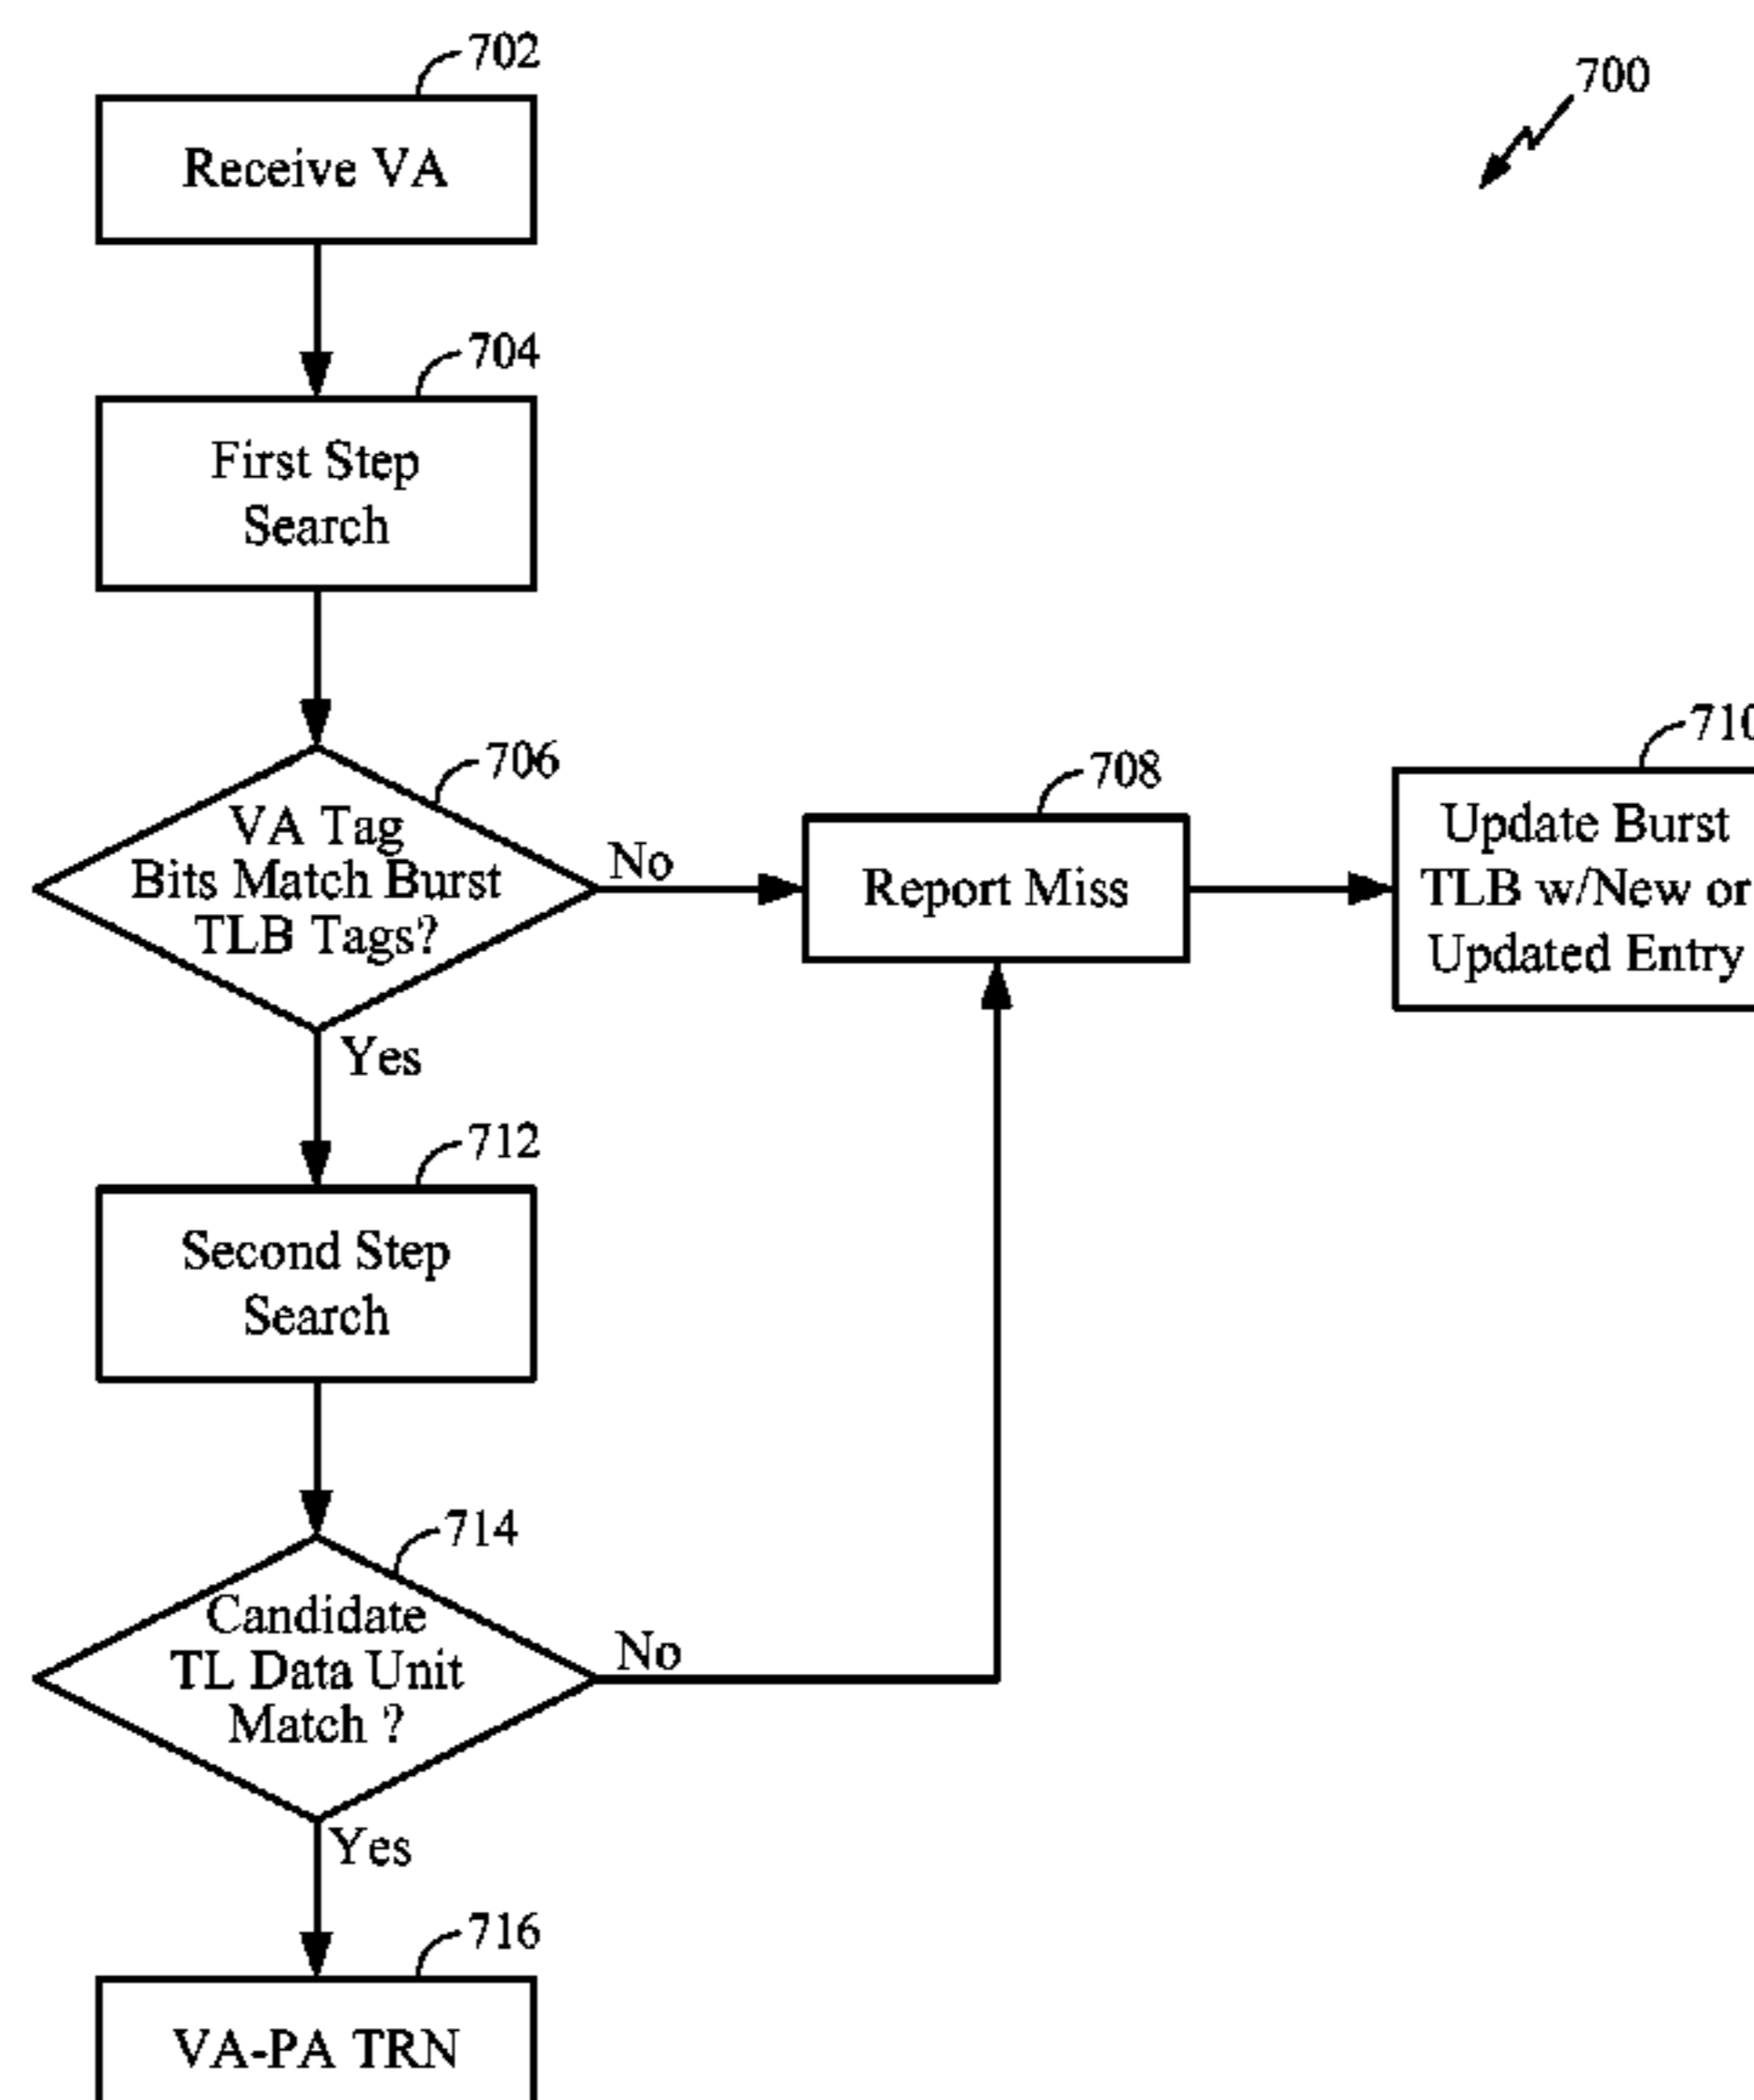 702
700
Receive VA
704
First Step
Search
706
VA Tag
Bits Match Burst
TLB Tags?
No
Yes
708
Report Miss
710
Update Burst
TLB w/New or
Updated Entry
712
Second Step
Search
714
Candidate
TL Data Unit
Match ?
No
Yes
716
VA-PA TRN